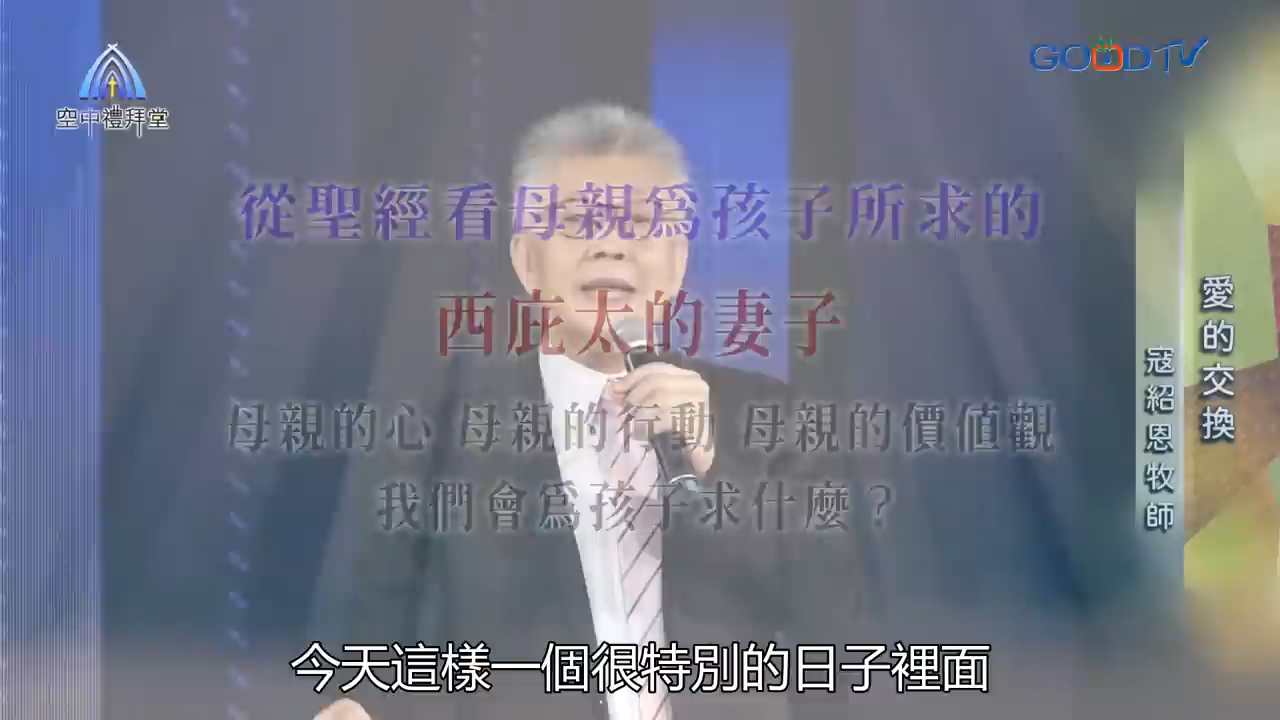 空中禮拜堂
GOODTV
從聖經看母親爲孩子所求的
西庇太的妻子
母親的心 母親的行動 母親的價值觀
我們會爲孩子求什麼？
愛的交換
寇紹恩牧師
今天這樣一個很特別的日子裡面